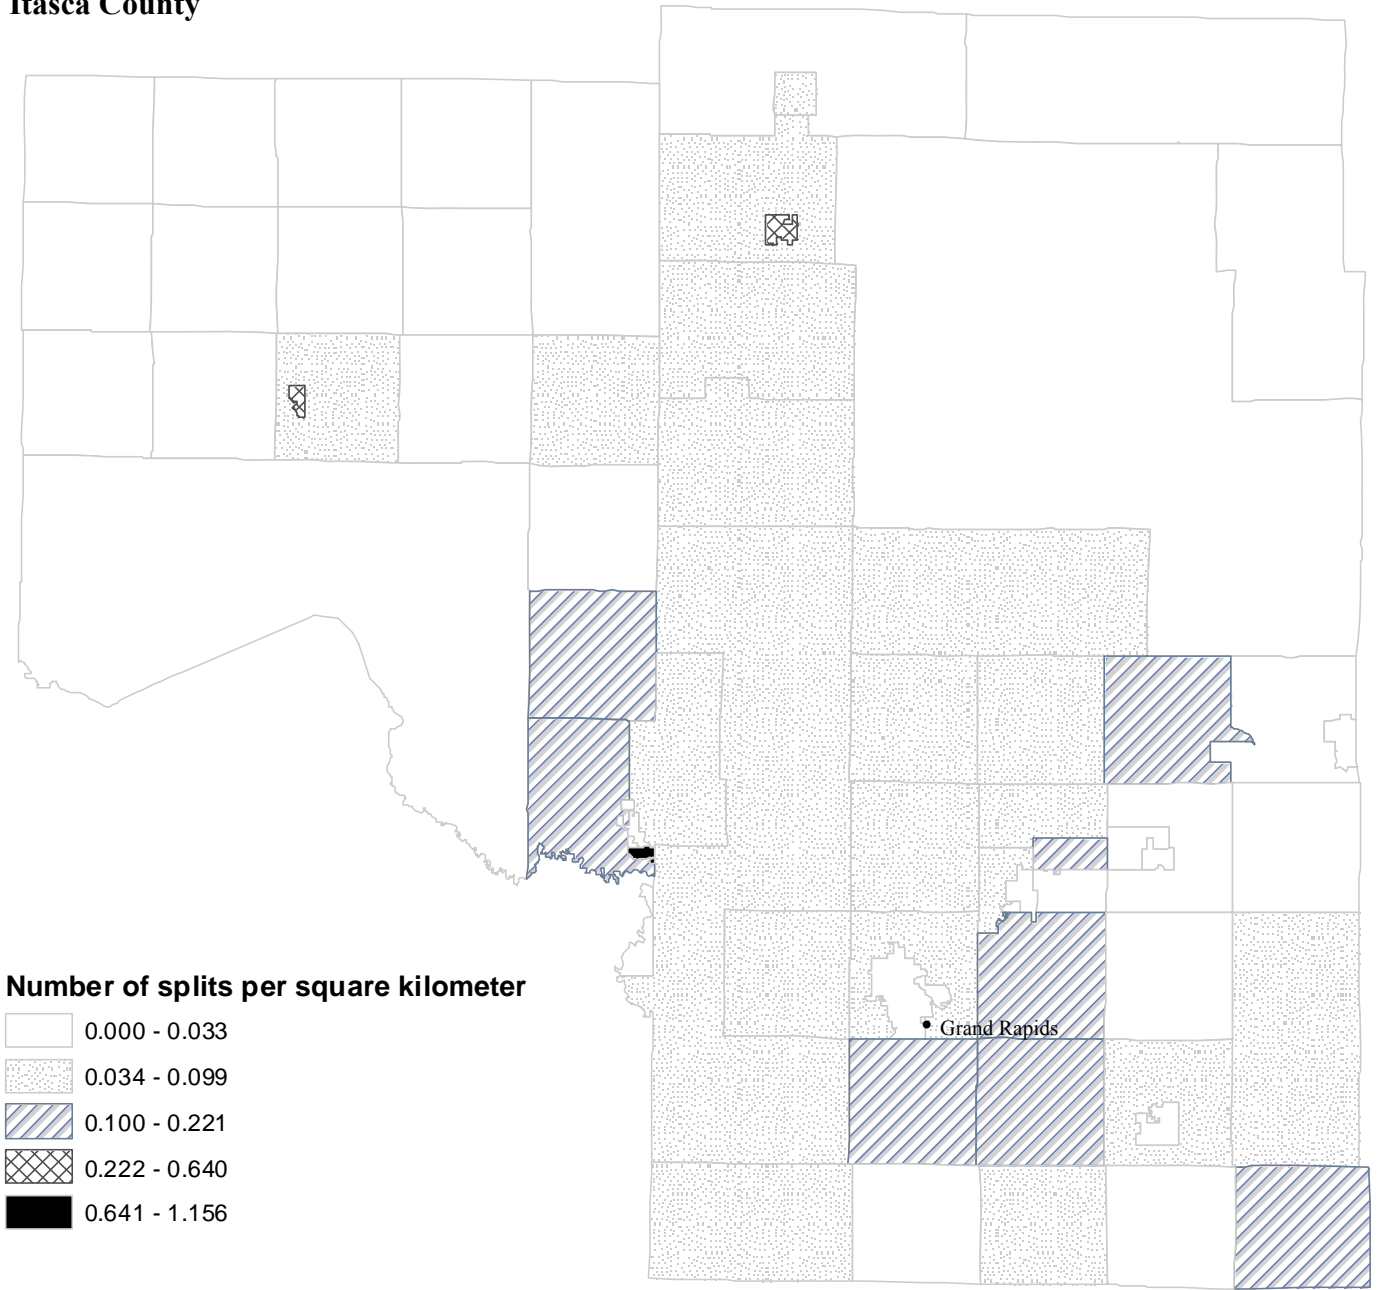 Itasca County
Grand Rapids
Number of splits per square kilometer
0.000 - 0.033
0.034 - 0.099
0.100 - 0.221
0.222 - 0.640
0.641 - 1.156